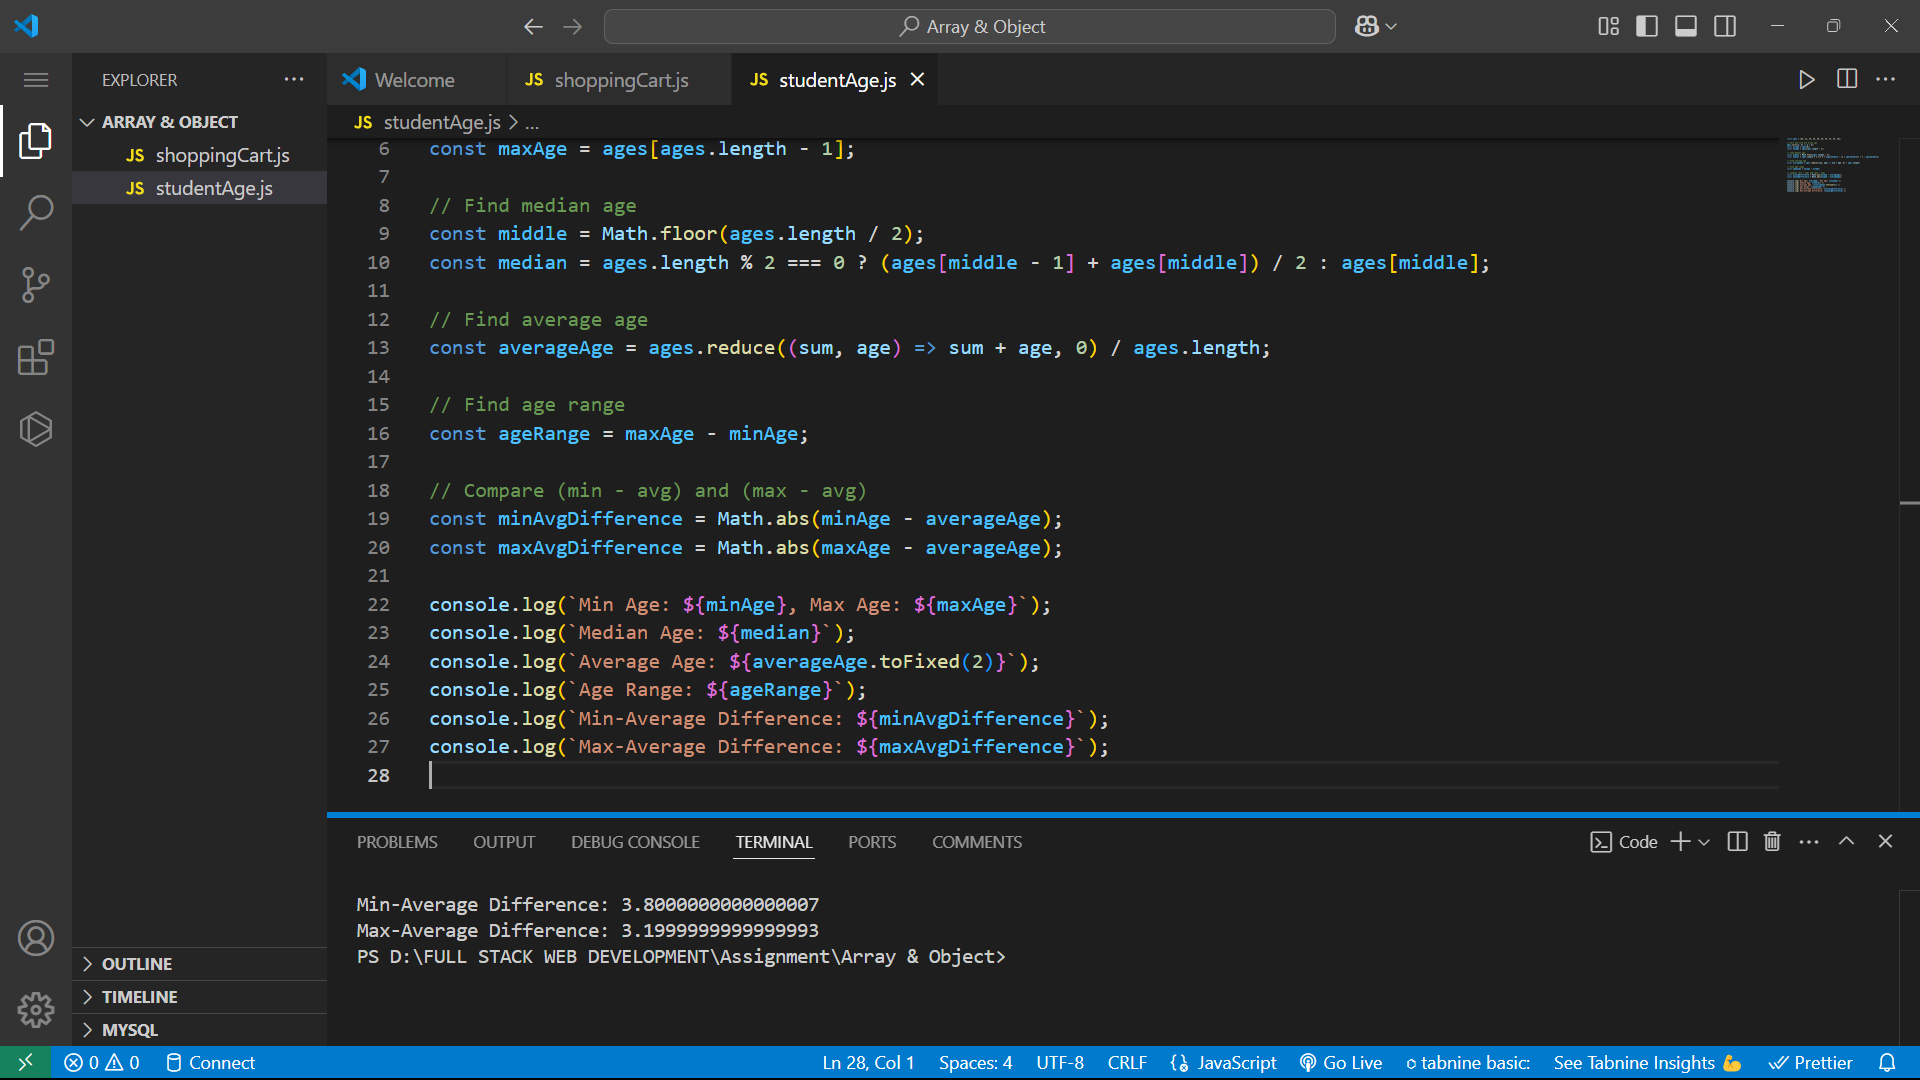 Array & Object
EXPLORER
Welcome
JS shoppingCart.js
JS studentAge.js
ARRAY & OBJECT
JS shoppingCart.js
JS studentAge.js
JS studentAge.js > ...
6 const maxAge = ages[ages.length - 1];
7
8 // Find median age
9 const middle = Math.floor(ages.length / 2);
10 const median = ages.length % 2 === 0 ? (ages[middle - 1] + ages[middle]) / 2 : ages[middle];
11
12 // Find average age
13 const averageAge = ages.reduce((sum, age) => sum + age, 0) / ages.length;
14
15 // Find age range
16 const ageRange = maxAge - minAge;
17
18 // Compare (min - avg) and (max - avg)
19 const minAvgDifference = Math.abs(minAge - averageAge);
20 const maxAvgDifference = Math.abs(maxAge - averageAge);
21
22 console.log(`Min Age: ${minAge}, Max Age: ${maxAge}`);
23 console.log(`Median Age: ${median}`);
24 console.log(`Average Age: ${averageAge.toFixed(2)}`);
25 console.log(`Age Range: ${ageRange}`);
26 console.log(`Min-Average Difference: ${minAvgDifference}`);
27 console.log(`Max-Average Difference: ${maxAvgDifference}`);
28
PROBLEMS OUTPUT DEBUG CONSOLE TERMINAL PORTS COMMENTS
Code
Min-Average Difference: 3.8000000000000007
Max-Average Difference: 3.1999999999999993
PS D:\FULL STACK WEB DEVELOPMENT\Assignment\Array & Object>
OUTLINE
TIMELINE
MYSQL
0 0 Connect
Ln 28, Col 1 Spaces: 4 UTF-8 CRLF {} JavaScript Go Live tabnine basic: See Tabnine Insights 💪 Prettier